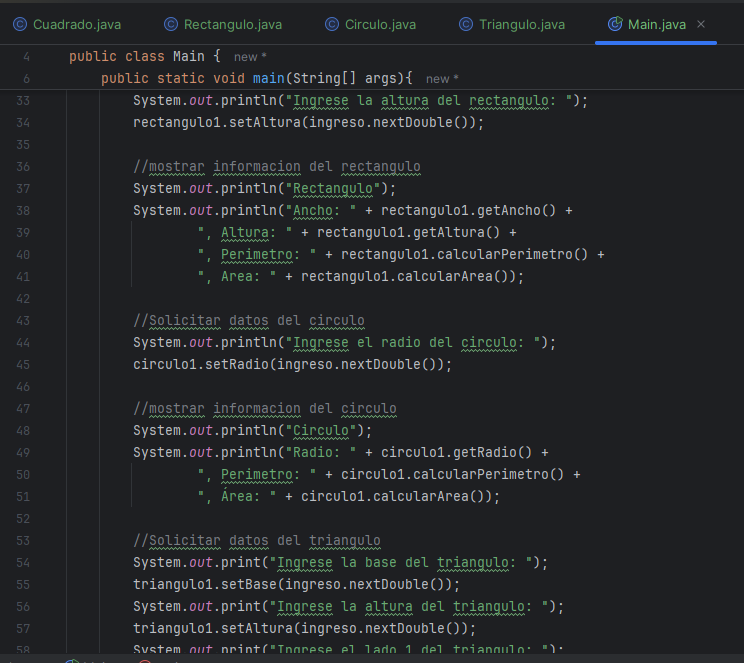 Cuadrado.java Rectangulo.java Circulo.java Triangulo.java Main.java ×
4 public class Main { new *
6 public static void main(String[] args){ new *
33 System.out.println("Ingrese la altura del rectangulo: ");
34 rectangulo1.setAltura(ingreso.nextDouble());
35
36 //mostrar informacion del rectangulo
37 System.out.println("Rectangulo");
38 System.out.println("Ancho: " + rectangulo1.getAncho() +
39 ", Altura: " + rectangulo1.getAltura() +
40 ", Perimetro: " + rectangulo1.calcularPerimetro() +
41 ", Area: " + rectangulo1.calcularArea());
42
43 //Solicitar datos del circulo
44 System.out.println("Ingrese el radio del circulo: ");
45 circulo1.setRadio(ingreso.nextDouble());
46
47 //mostrar informacion del circulo
48 System.out.println("Circulo");
49 System.out.println("Radio: " + circulo1.getRadio() +
50 ", Perimetro: " + circulo1.calcularPerimetro() +
51 ", Área: " + circulo1.calcularArea());
52
53 //Solicitar datos del triangulo
54 System.out.print("Ingrese la base del triangulo: ");
55 triangulo1.setBase(ingreso.nextDouble());
56 System.out.print("Ingrese la altura del triangulo: ");
57 triangulo1.setAltura(ingreso.nextDouble());
58 System.out.print("Ingrese el lado 1 del triangulo: ");